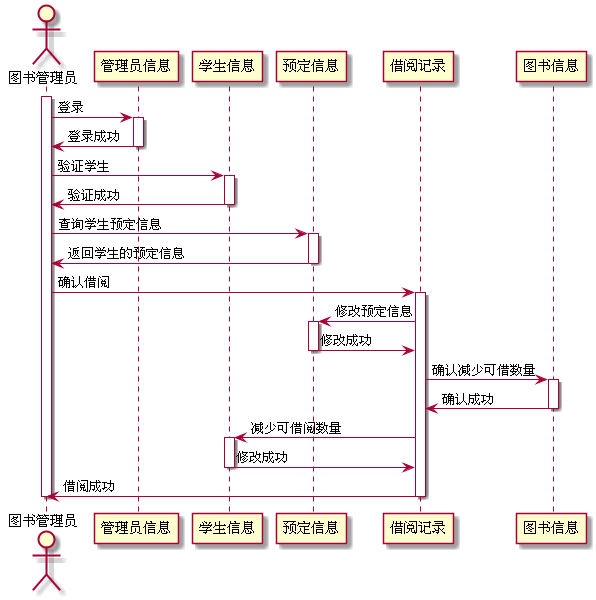 图书管理员
管理员信息
学生信息
预定信息
借阅记录
图书信息
登录
登录成功
验证学生
验证成功
查询学生预定信息
返回学生的预定信息
确认借阅
修改预定信息
修改成功
确认减少可借数量
确认成功
减少可借阅数量
修改成功
借阅成功
图书管理员
管理员信息
学生信息
预定信息
借阅记录
图书信息